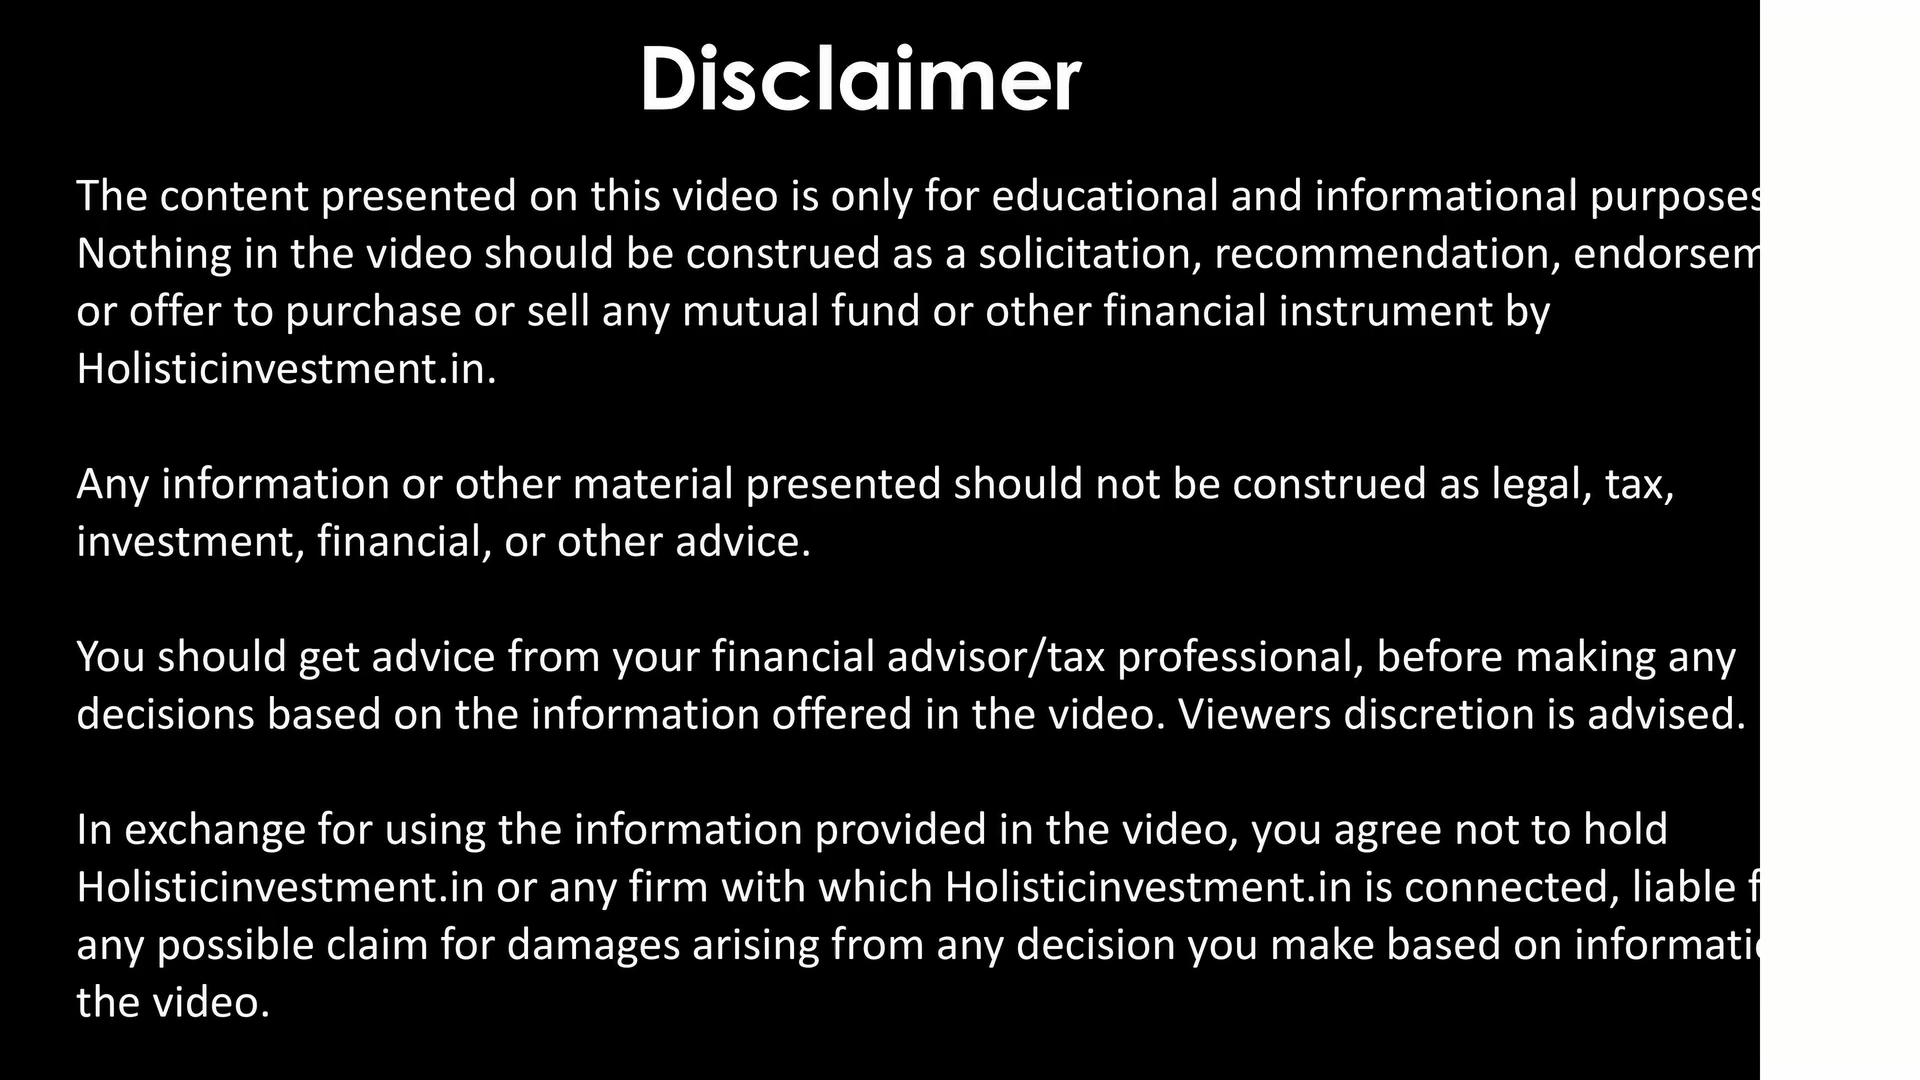 Disclaimer
The content presented on this video is only for educational and informational purposes
Nothing in the video should be construed as a solicitation, recommendation, endorsem
or offer to purchase or sell any mutual fund or other financial instrument by
Holisticinvestment.in.
Any information or other material presented should not be construed as legal, tax,
investment, financial, or other advice.
You should get advice from your financial advisor/tax professional, before making any
decisions based on the information offered in the video. Viewers discretion is advised.
In exchange for using the information provided in the video, you agree not to hold
Holisticinvestment.in or any firm with which Holisticinvestment.in is connected, liable f
any possible claim for damages arising from any decision you make based on informati
the video.